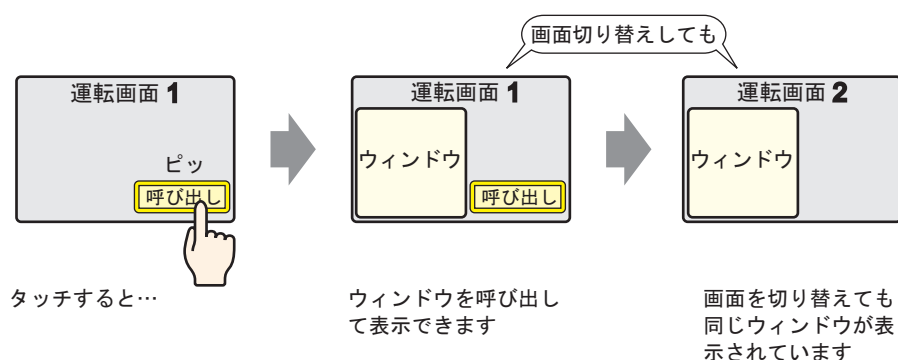 画面切り替えしても
運転画面 1
ピッ
呼び出し
タッチすると…
運転画面 1
ウィンドウ
呼び出し
ウィンドウを呼び出し
て表示できます
運転画面 2
ウィンドウ
画面を切り替えても
同じウィンドウが表
示されています